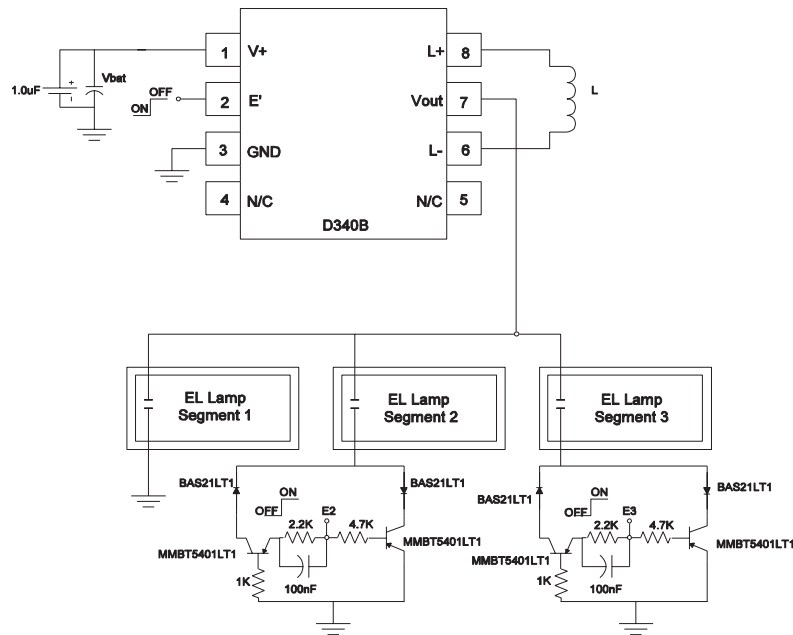 1 V+ L+ 8
+
1.0uF - Vbat
L
OFF
ON
2 E' Vout 7
3 GND L- 6
4 N/C N/C 5
D340B
EL Lamp
Segment 1
EL Lamp
Segment 2
EL Lamp
Segment 3
BAS21LT1 BAS21LT1
ON
OFF
E2
2.2K 4.7K
MMBT5401LT1 MMBT5401LT1
1K
100nF
BAS21LT1 BAS21LT1
ON
OFF
E3
2.2K 4.7K
MMBT5401LT1 MMBT5401LT1
1K
100nF